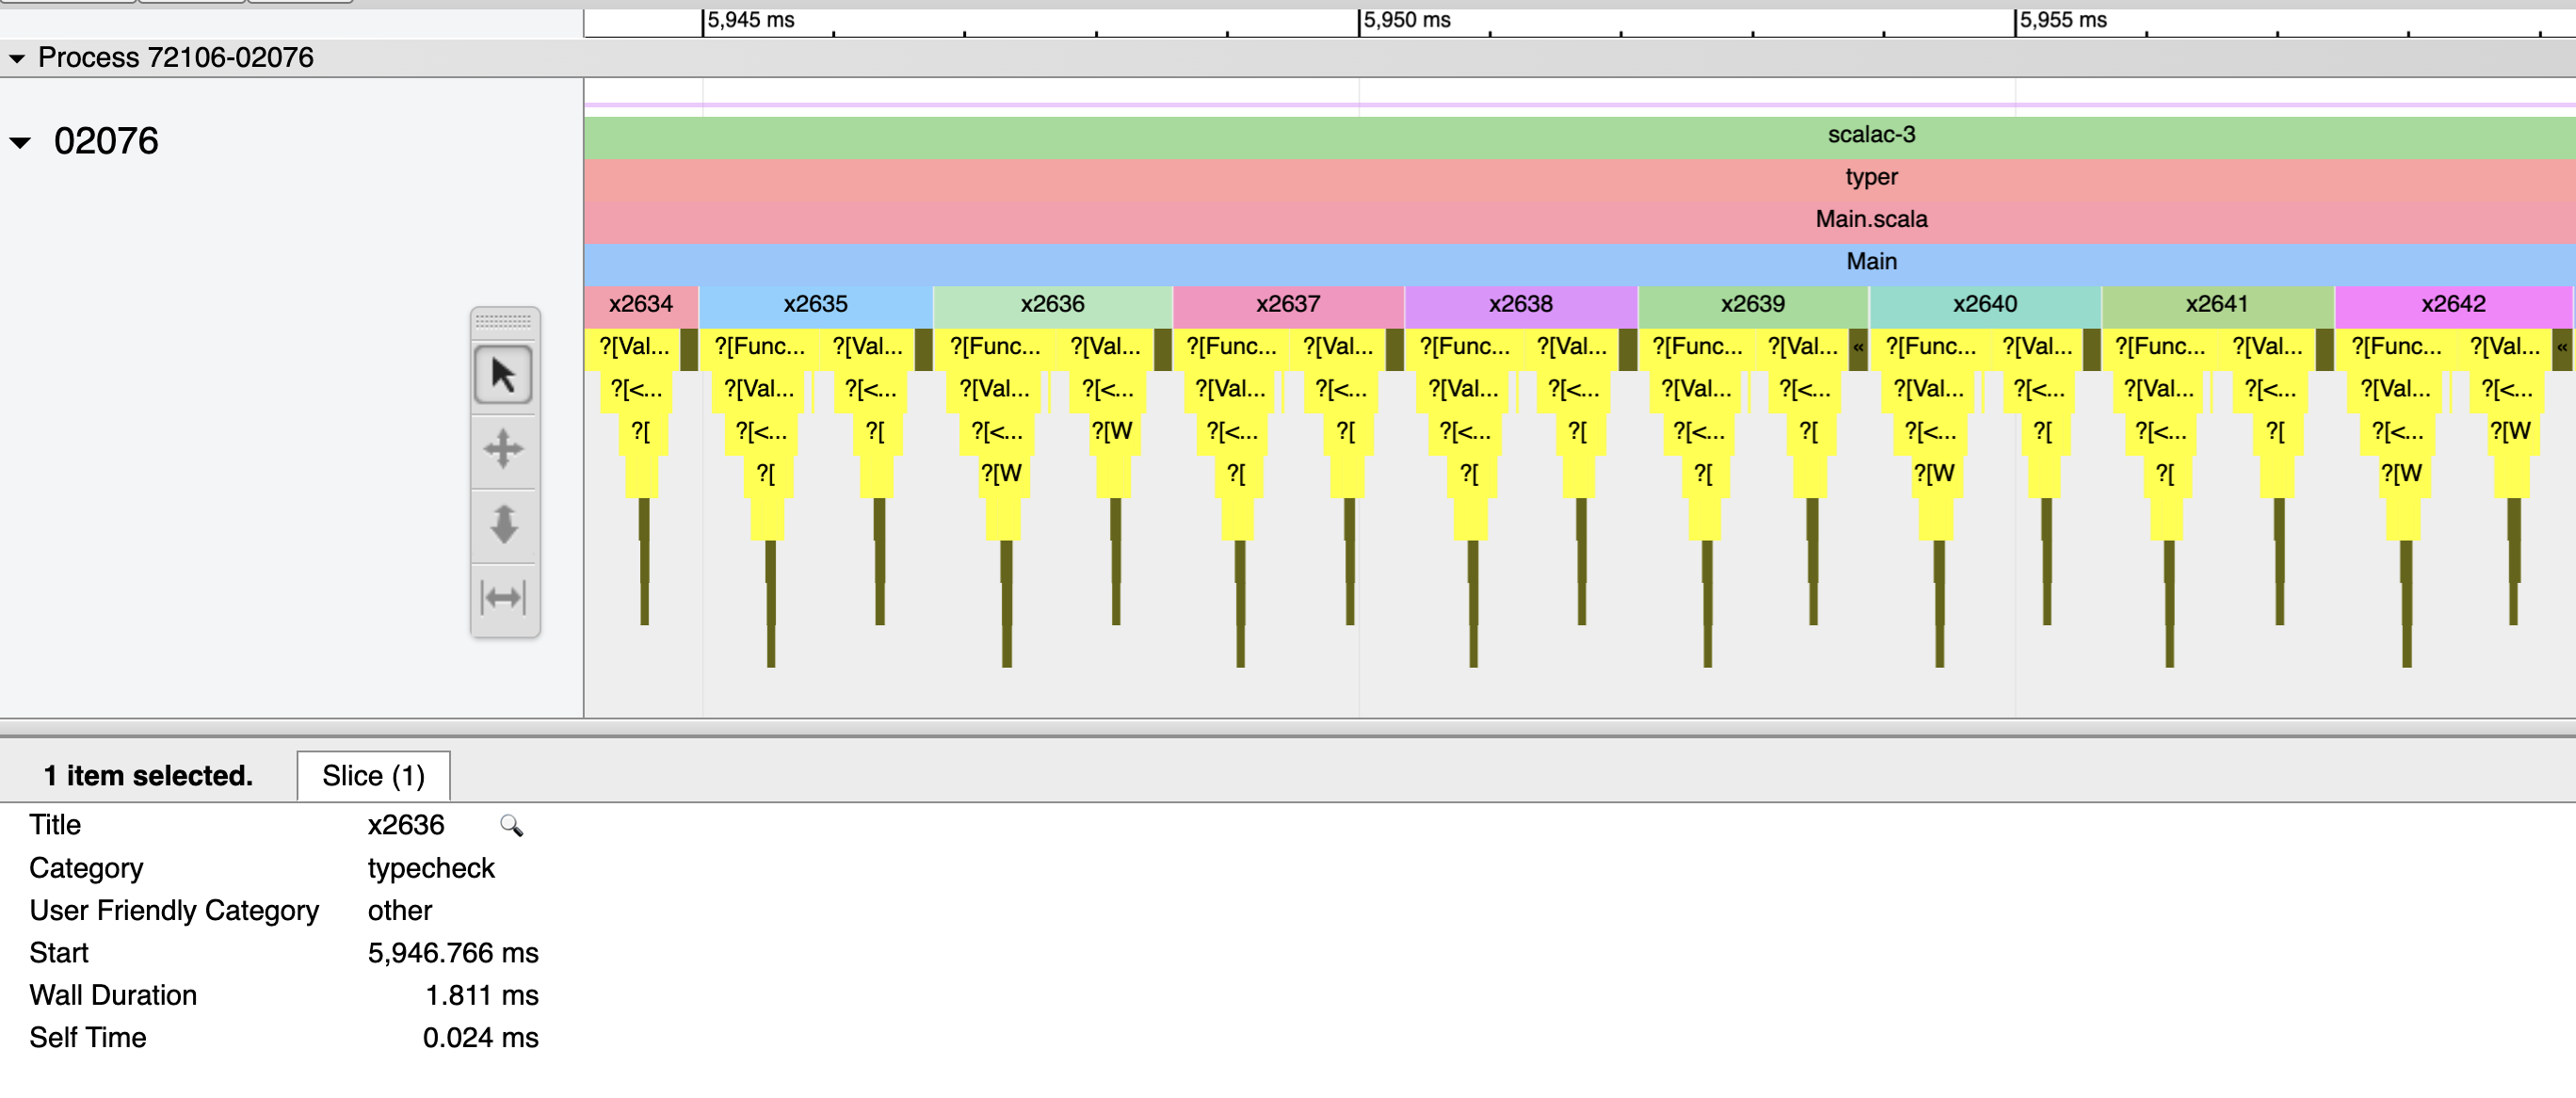 5,945 ms 5,950 ms 5,955 ms
Process 72106-02076
02076
scalac-3
typer
Main.scala
Main
x2634 x2635 x2636 x2637 x2638 x2639 x2640 x2641 x2642
?[Val... ?[Func... ?[Val... ?[Func... ?[Val... ?[Func... ?[Val... ?[Func... ?[Val... ?[Func... ?[Val... « ?[Func... ?[Val... ?[Func... ?[Val... ?[Func... ?[Val... «
?[<... ?[Val... ?[<... ?[Val... ?[<... ?[Val... ?[<... ?[Val... ?[<... ?[Val... ?[<... ?[Val... ?[<... ?[Val... ?[<... ?[Val... ?[<...
?[ ?[<... ?[ ?[<... ?[W ?[<... ?[ ?[<... ?[ ?[<... ?[ ?[<... ?[ ?[<... ?[ ?[<... ?[W
?[ ?[W ?[ ?[ ?[ ?[W ?[ ?[W
1 item selected. Slice (1)
Title x2636
Category typecheck
User Friendly Category other
Start 5,946.766 ms
Wall Duration 1.811 ms
Self Time 0.024 ms